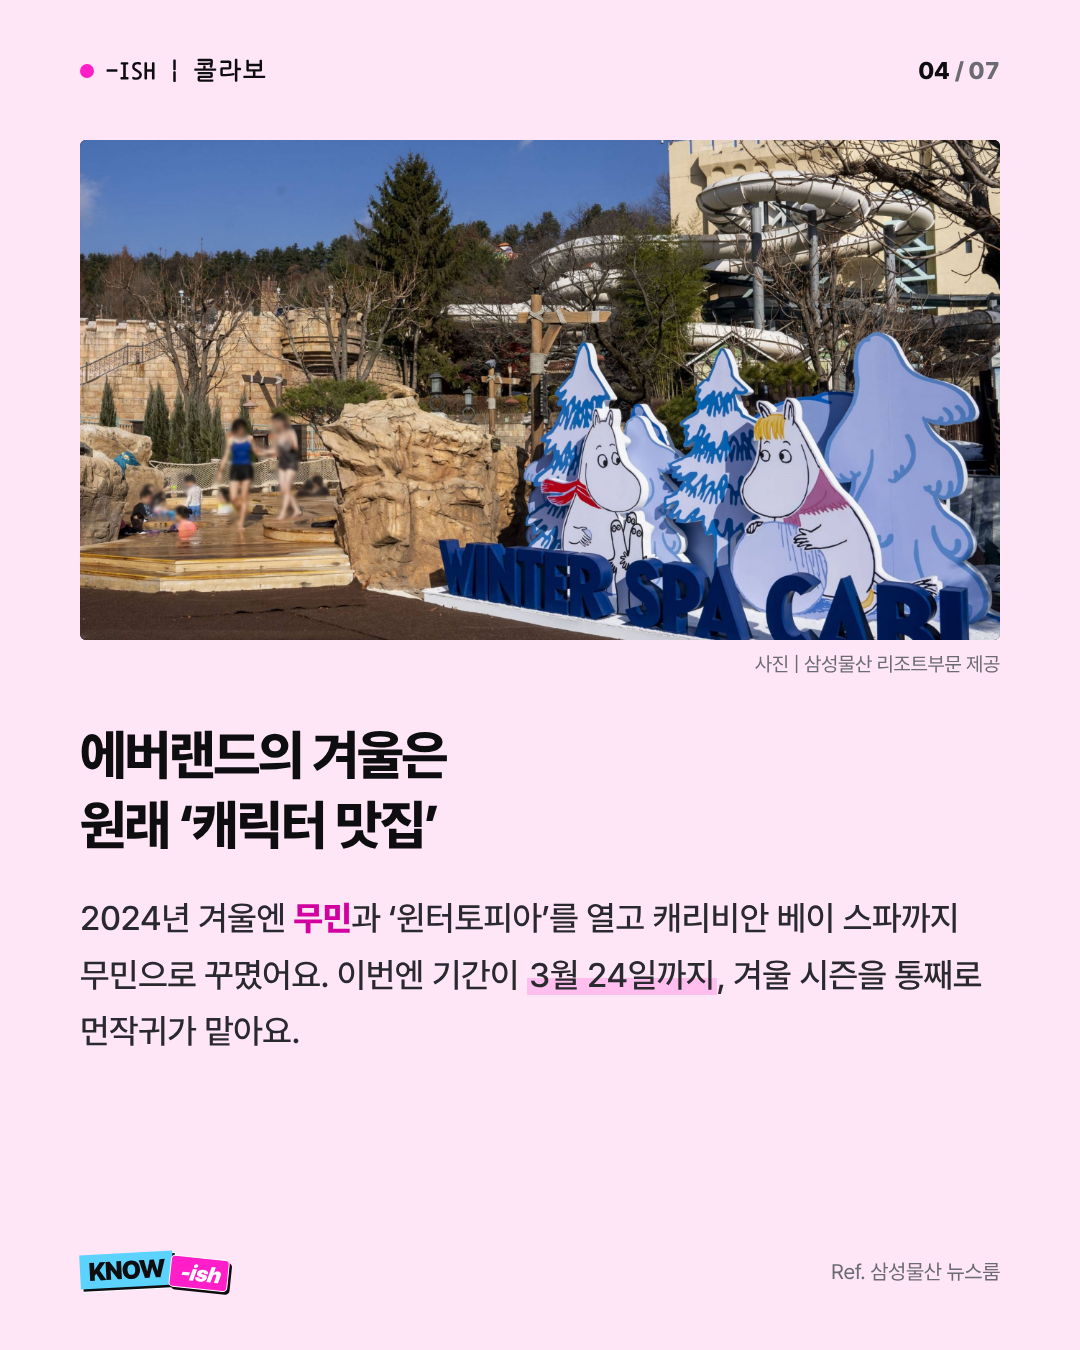 -ISH | 콜라보
04 / 07
WINTER SPA CARI
사진 | 삼성물산 리조트부문 제공
에버랜드의 겨울은
원래 ‘캐릭터 맛집’
2024년 겨울엔 무민과 ‘윈터토피아’를 열고 캐리비안 베이 스파까지
무민으로 꾸몄어요. 이번엔 기간이 3월 24일까지, 겨울 시즌을 통째로
먼작귀가 맡아요.
KNOW -ish
Ref. 삼성물산 뉴스룸